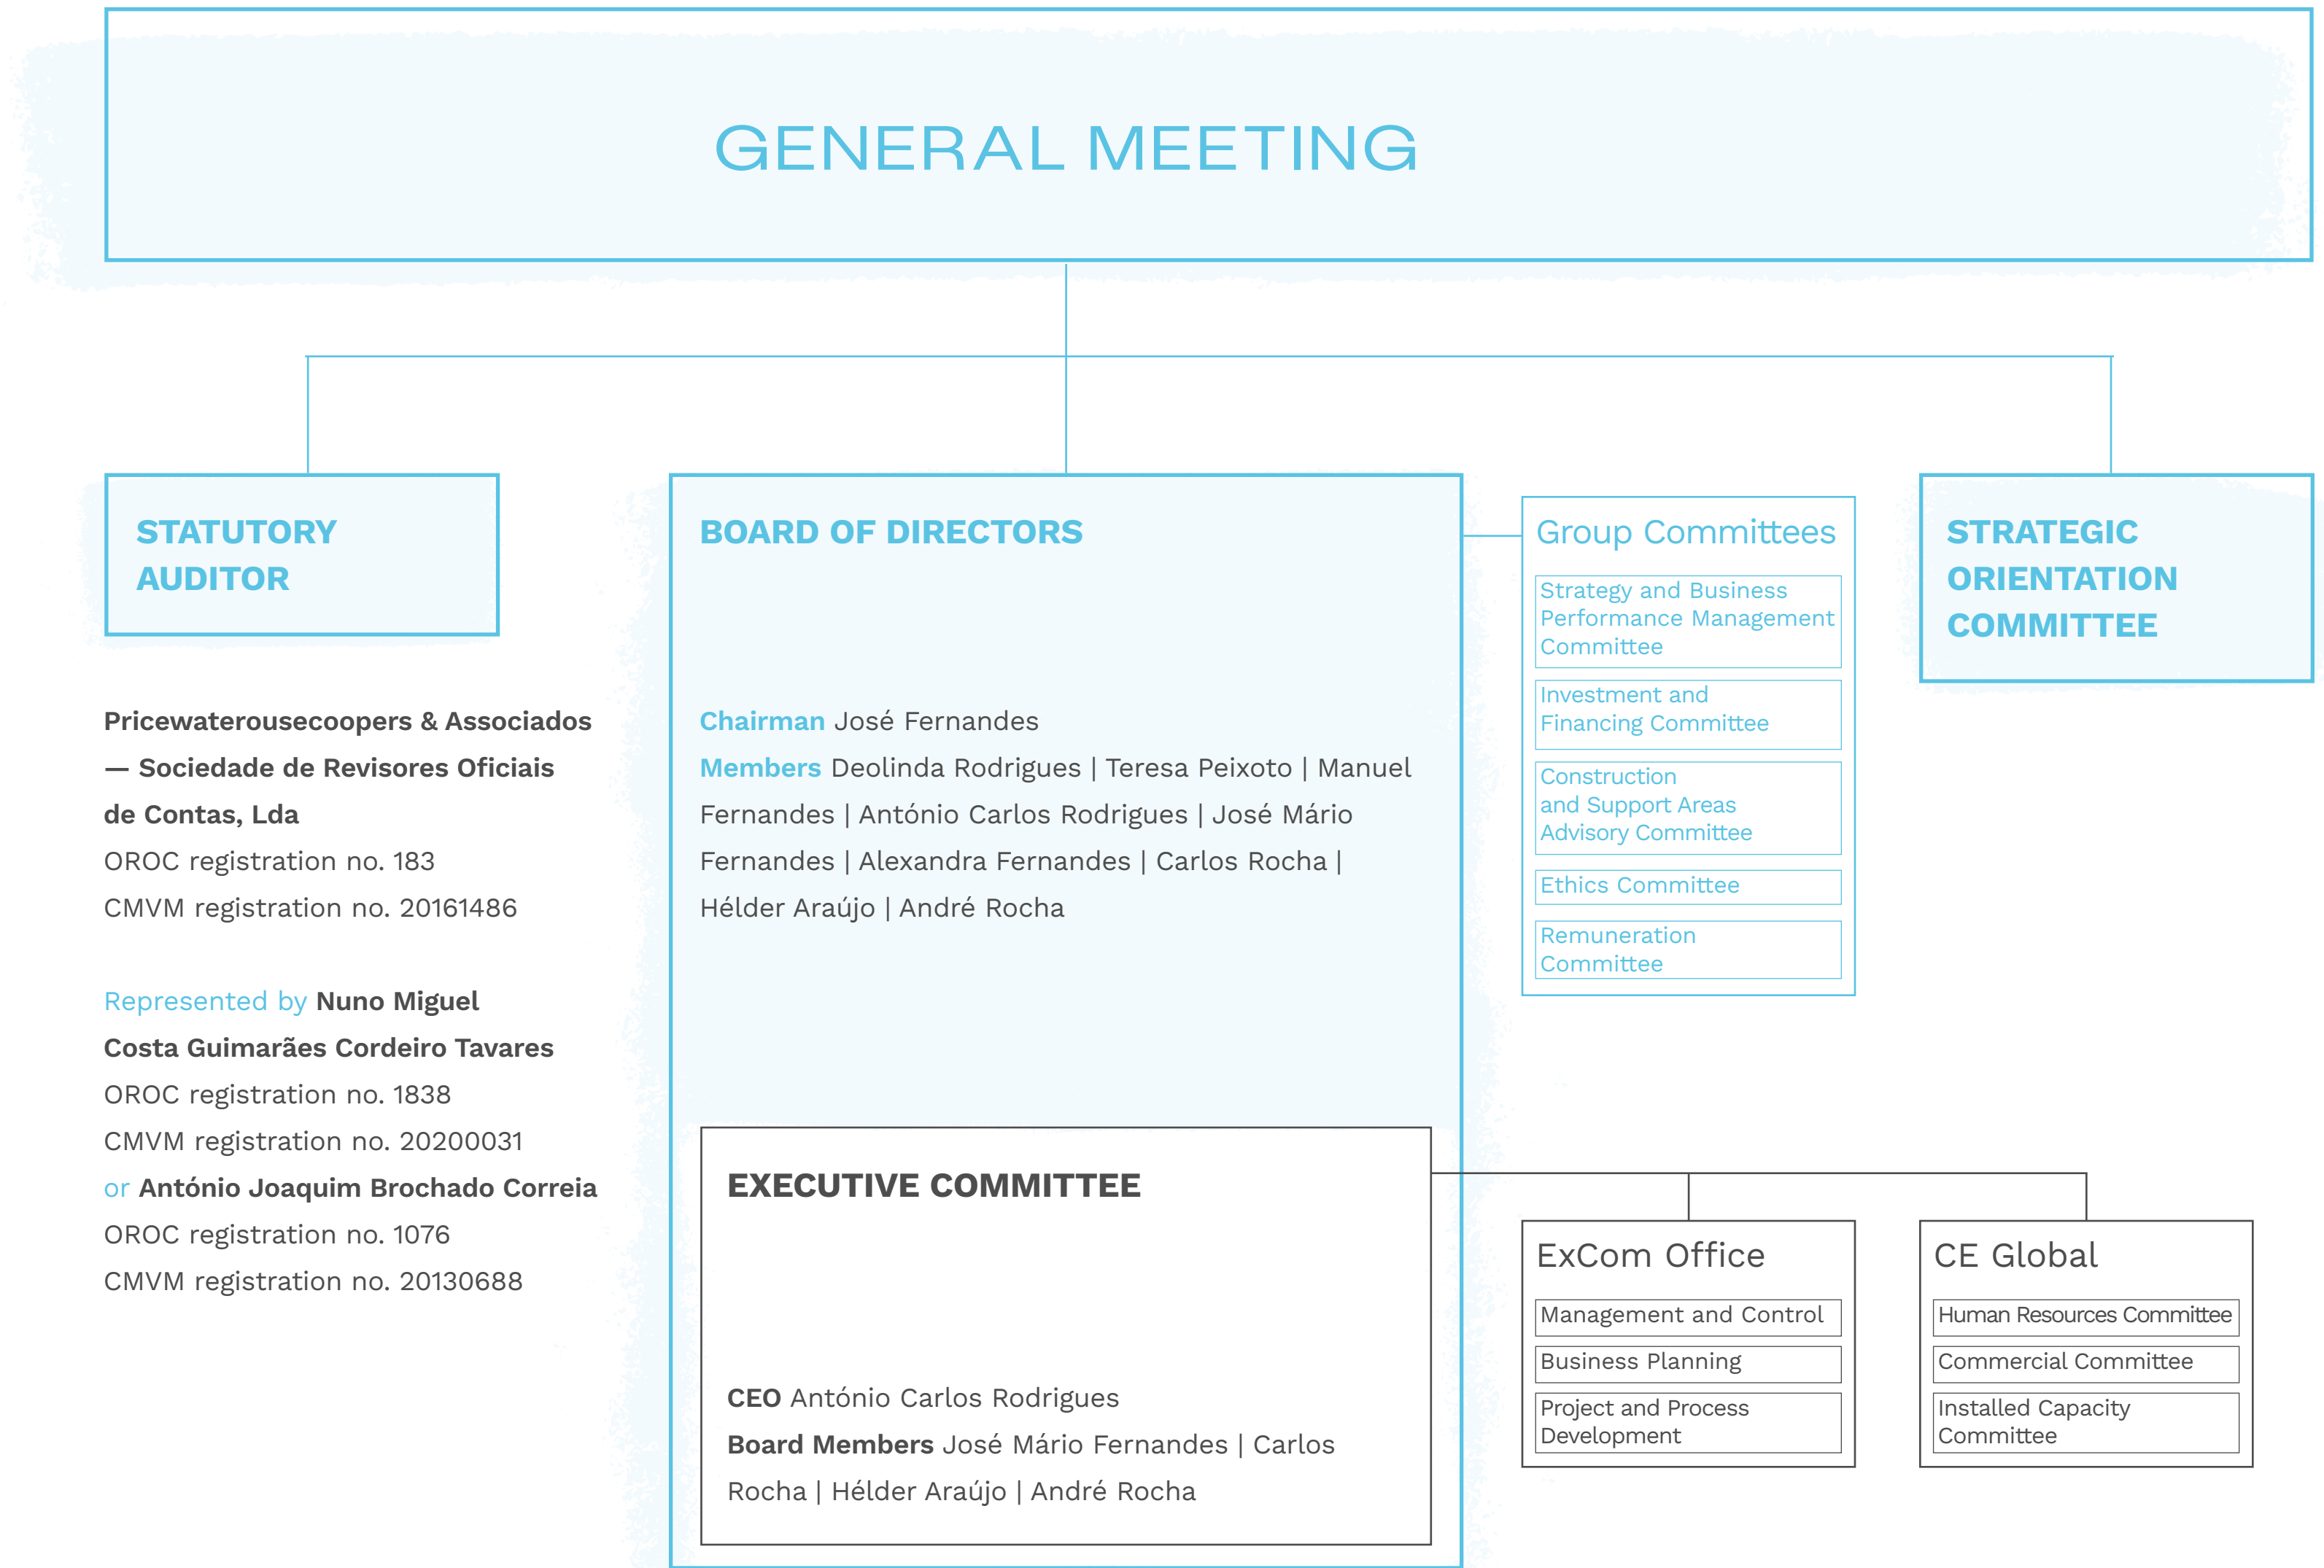 GENERAL MEETING
STATUTORY
AUDITOR
Pricewaterousecoopers & Associados
— Sociedade de Revisores Oficiais
de Contas, Lda
OROC registration no. 183
CMVM registration no. 20161486
Represented by Nuno Miguel
Costa Guimarães Cordeiro Tavares
OROC registration no. 1838
CMVM registration no. 20200031
or António Joaquim Brochado Correia
OROC registration no. 1076
CMVM registration no. 20130688
BOARD OF DIRECTORS
Chairman José Fernandes
Members Deolinda Rodrigues | Teresa Peixoto | Manuel
Fernandes | António Carlos Rodrigues | José Mário
Fernandes | Alexandra Fernandes | Carlos Rocha |
Hélder Araújo | André Rocha
EXECUTIVE COMMITTEE
CEO António Carlos Rodrigues
Board Members José Mário Fernandes | Carlos
Rocha | Hélder Araújo | André Rocha
Group Committees
Strategy and Business
Performance Management
Committee
Investment and
Financing Committee
Construction
and Support Areas
Advisory Committee
Ethics Committee
Remuneration
Committee
STRATEGIC
ORIENTATION
COMMITTEE
ExCom Office
Management and Control
Business Planning
Project and Process
Development
CE Global
Human Resources Committee
Commercial Committee
Installed Capacity
Committee